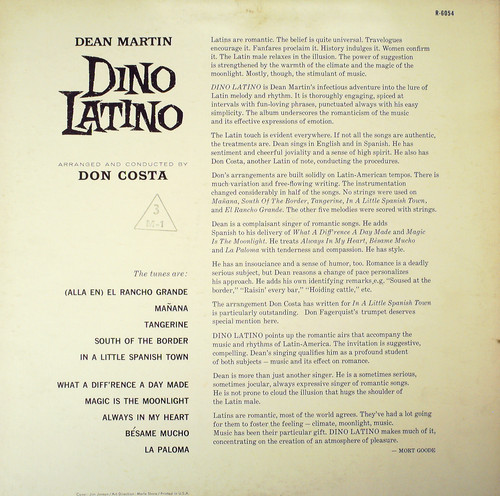 R-6054
DEAN MARTIN
DINO
LATINO
ARRANGED AND CONDUCTED BY
DON COSTA
3
The tunes are:
(ALLA EN) EL RANCHO GRANDE
MAÑANA
TANGERINE
SOUTH OF THE BORDER
IN A LITTLE SPANISH TOWN
WHAT A DIFF'RENCE A DAY MADE
MAGIC IS THE MOONLIGHT
ALWAYS IN MY HEART
BÉSAME MUCHO
LA PALOMA
Latins are romantic. The belief is quite universal. Travelogues
encourage it. Fanfares proclaim it. History indulges it. Women confirm
it. The Latin male relaxes in the illusion. The power of suggestion
is strengthened by the warmth of the climate and the magic of the
moonlight. Mostly, though, the stimulant of music.
DINO LATINO is Dean Martin's infectious adventure into the lure of
Latin melody and rhythm. It is thoroughly engaging, spiced at
intervals with fun-loving phrases, punctuated always with his easy
simplicity. The album underscores the romanticism of the music
and its effective expressions of emotion.
The Latin touch is evident everywhere. If not all the songs are authentic,
the treatments are. Dean sings in English and in Spanish. He has
sentiment and cheerful joviality and a sense of high spirit. He also has
Don Costa, another Latin of note, conducting the procedures.
Don's arrangements are built solidly on Latin-American tempos. There is
much variation and free-flowing writing. The instrumentation
changed considerably in half of the songs. No strings were used on
Mañana, South Of The Border, Tangerine, In A Little Spanish Town,
and El Rancho Grande. The other five melodies were scored with strings.
Dean is a complaisant singer of romantic songs. He adds
Spanish to his delivery of What A Diff'rence A Day Made and Magic
Is The Moonlight. He treats Always In My Heart, Bésame Mucho
and La Paloma with tenderness and compassion. He has style.
He has an insouciance and a sense of humor, too. Romance is a deadly
serious subject, but Dean reasons a change of pace personalizes
his approach. He adds his own identifying remarks, e.g. "Soused at the
border," "Raisin' every bar," "Hoiding cattle," etc.
The arrangement Don Costa has written for In A Little Spanish Town
is particularly outstanding. Don Fagerquist's trumpet deserves
special mention here.
DINO LATINO points up the romantic airs that accompany the
music and rhythms of Latin-America. The invitation is suggestive,
compelling. Dean's singing qualifies him as a profound student
of both subjects – music and its effect on romance.
Dean is more than just another singer. He is a sometimes serious,
sometimes jocular, always expressive singer of romantic songs.
He is not prone to cloud the illusion that hugs the shoulder of
the Latin male.
Latins are romantic, most of the world agrees. They've had a lot going
for them to foster the feeling – climate, moonlight, music.
Music has been their particular gift. DINO LATINO makes much of it,
concentrating on the creation of an atmosphere of pleasure.
— MORT GOODE